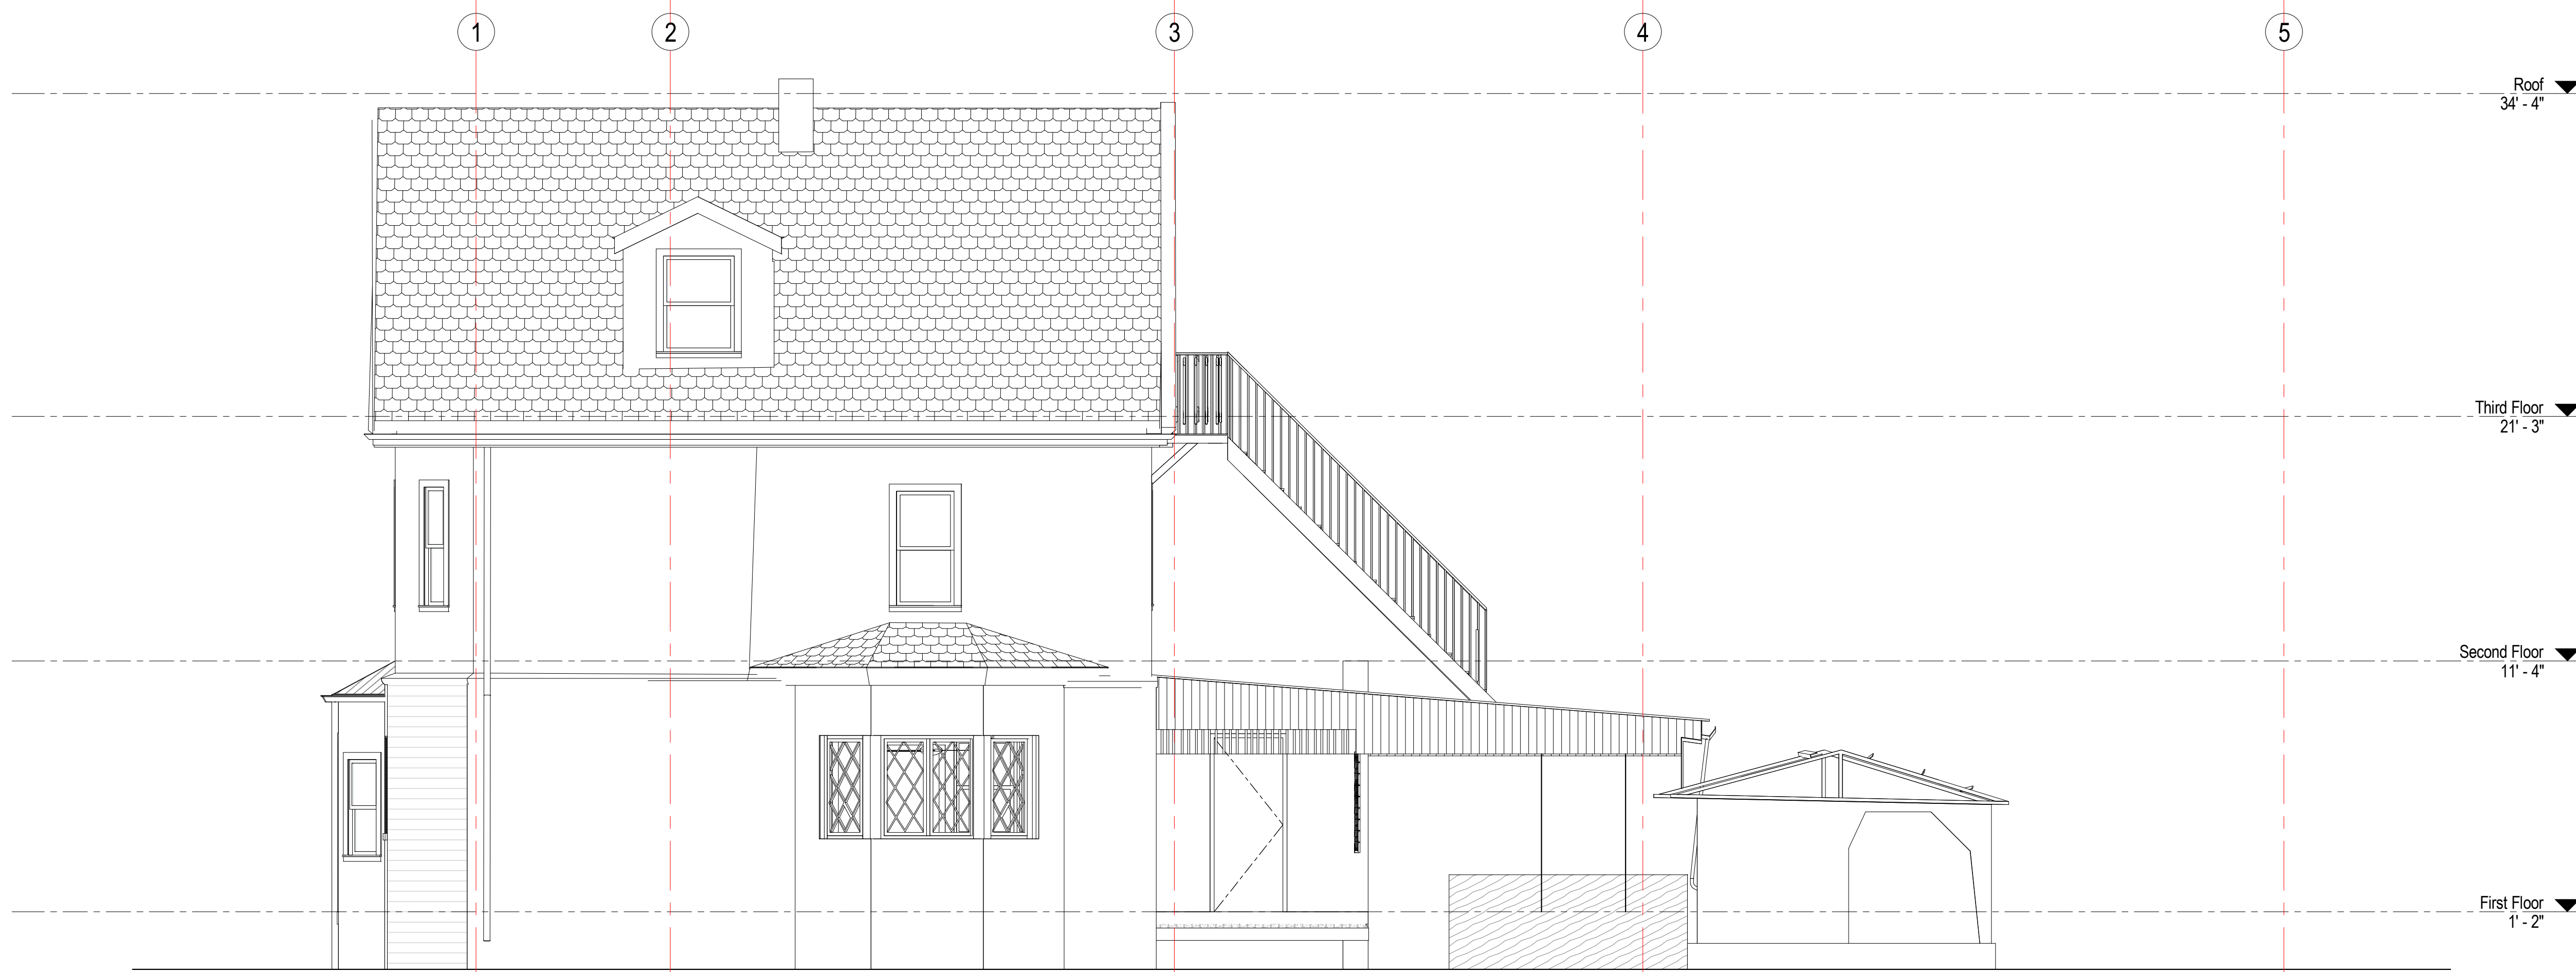 1 2 3 4 5
Roof
34' - 4"
Third Floor
21' - 3"
Second Floor
11' - 4"
First Floor
1' - 2"